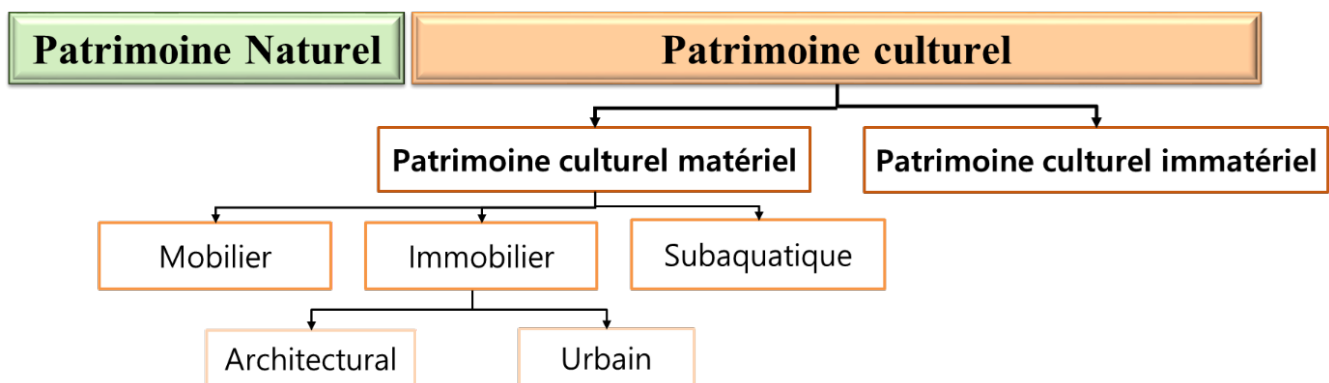 Patrimoine Naturel
Patrimoine culturel
Patrimoine culturel matériel
Patrimoine culturel immatériel
Mobilier
Immobilier
Subaquatique
Architectural
Urbain